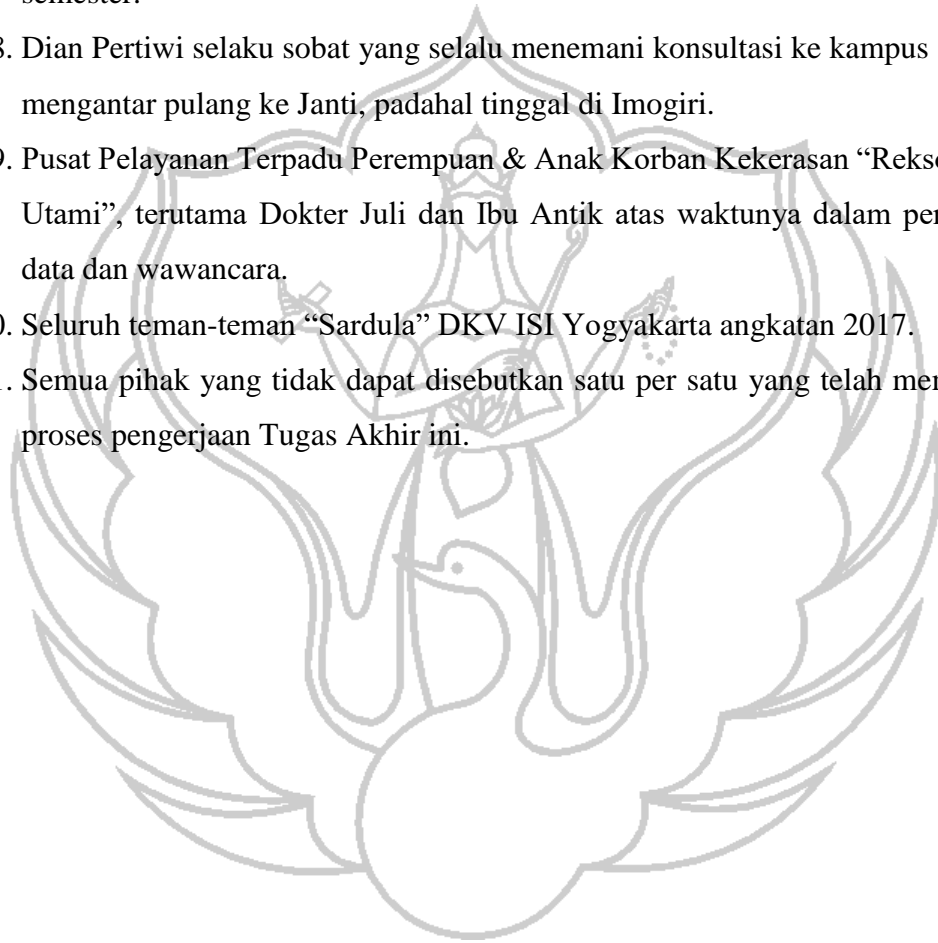 semester.
8. Dian Pertiwi selaku sobat yang selalu menemani konsultasi ke kampus
mengantar pulang ke Janti, padahal tinggal di Imogiri.
9. Pusat Pelayanan Terpadu Perempuan & Anak Korban Kekerasan “Rekso
Utami”, terutama Dokter Juli dan Ibu Antik atas waktunya dalam
data dan wawancara.
0. Seluruh teman-teman “Sardula” DKV ISI Yogyakarta angkatan 2017.
. Semua pihak yang tidak dapat disebutkan satu per satu yang telah
proses pengerjaan Tugas Akhir ini.